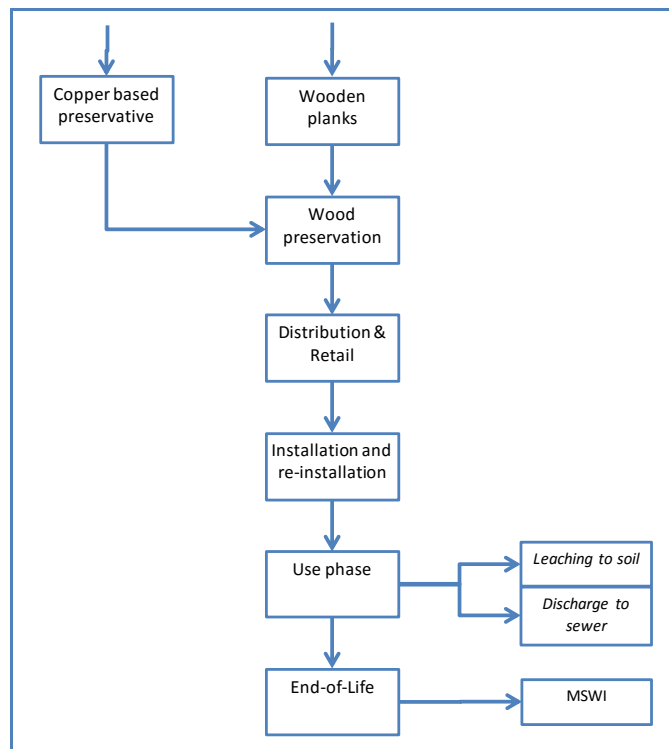 Copper based
preservative
Wooden
planks
Wood
preservation
Distribution &
Retail
Installation and
re-installation
Use phase
Leaching to soil
Discharge to
sewer
End-of-Life
MSWI